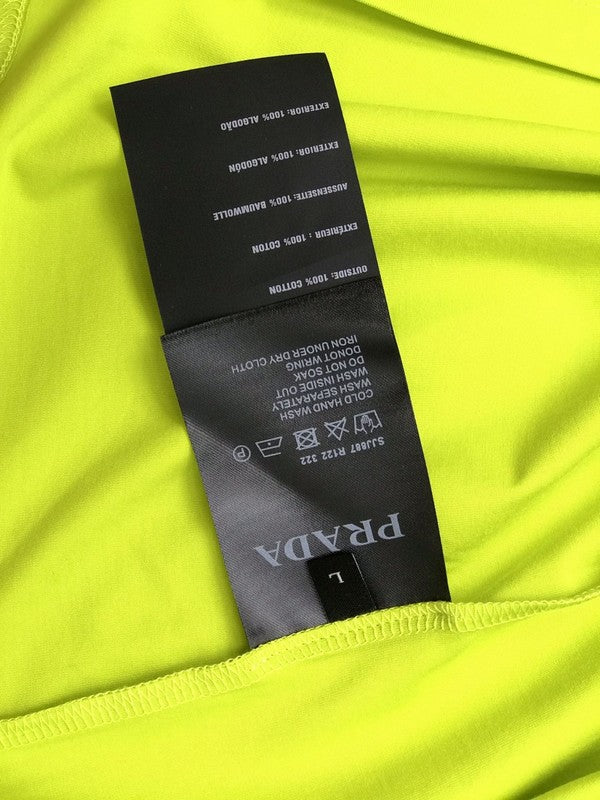 L
PRADA
SJJ887 R122 322
P
COLD HAND WASH
WASH SEPARATELY
WASH INSIDE OUT
DO NOT SOAK
DONOT WRING
IRON UNDER DRY CLOTH
OUTSIDE: 100% COTTON
EXTÉRIEUR : 100% COTON
AUSSENSEITE: 100% BAUMWOLLE
EXTERIOR: 100% ALGODÓN
EXTERIOR: 100% ALGODÃO